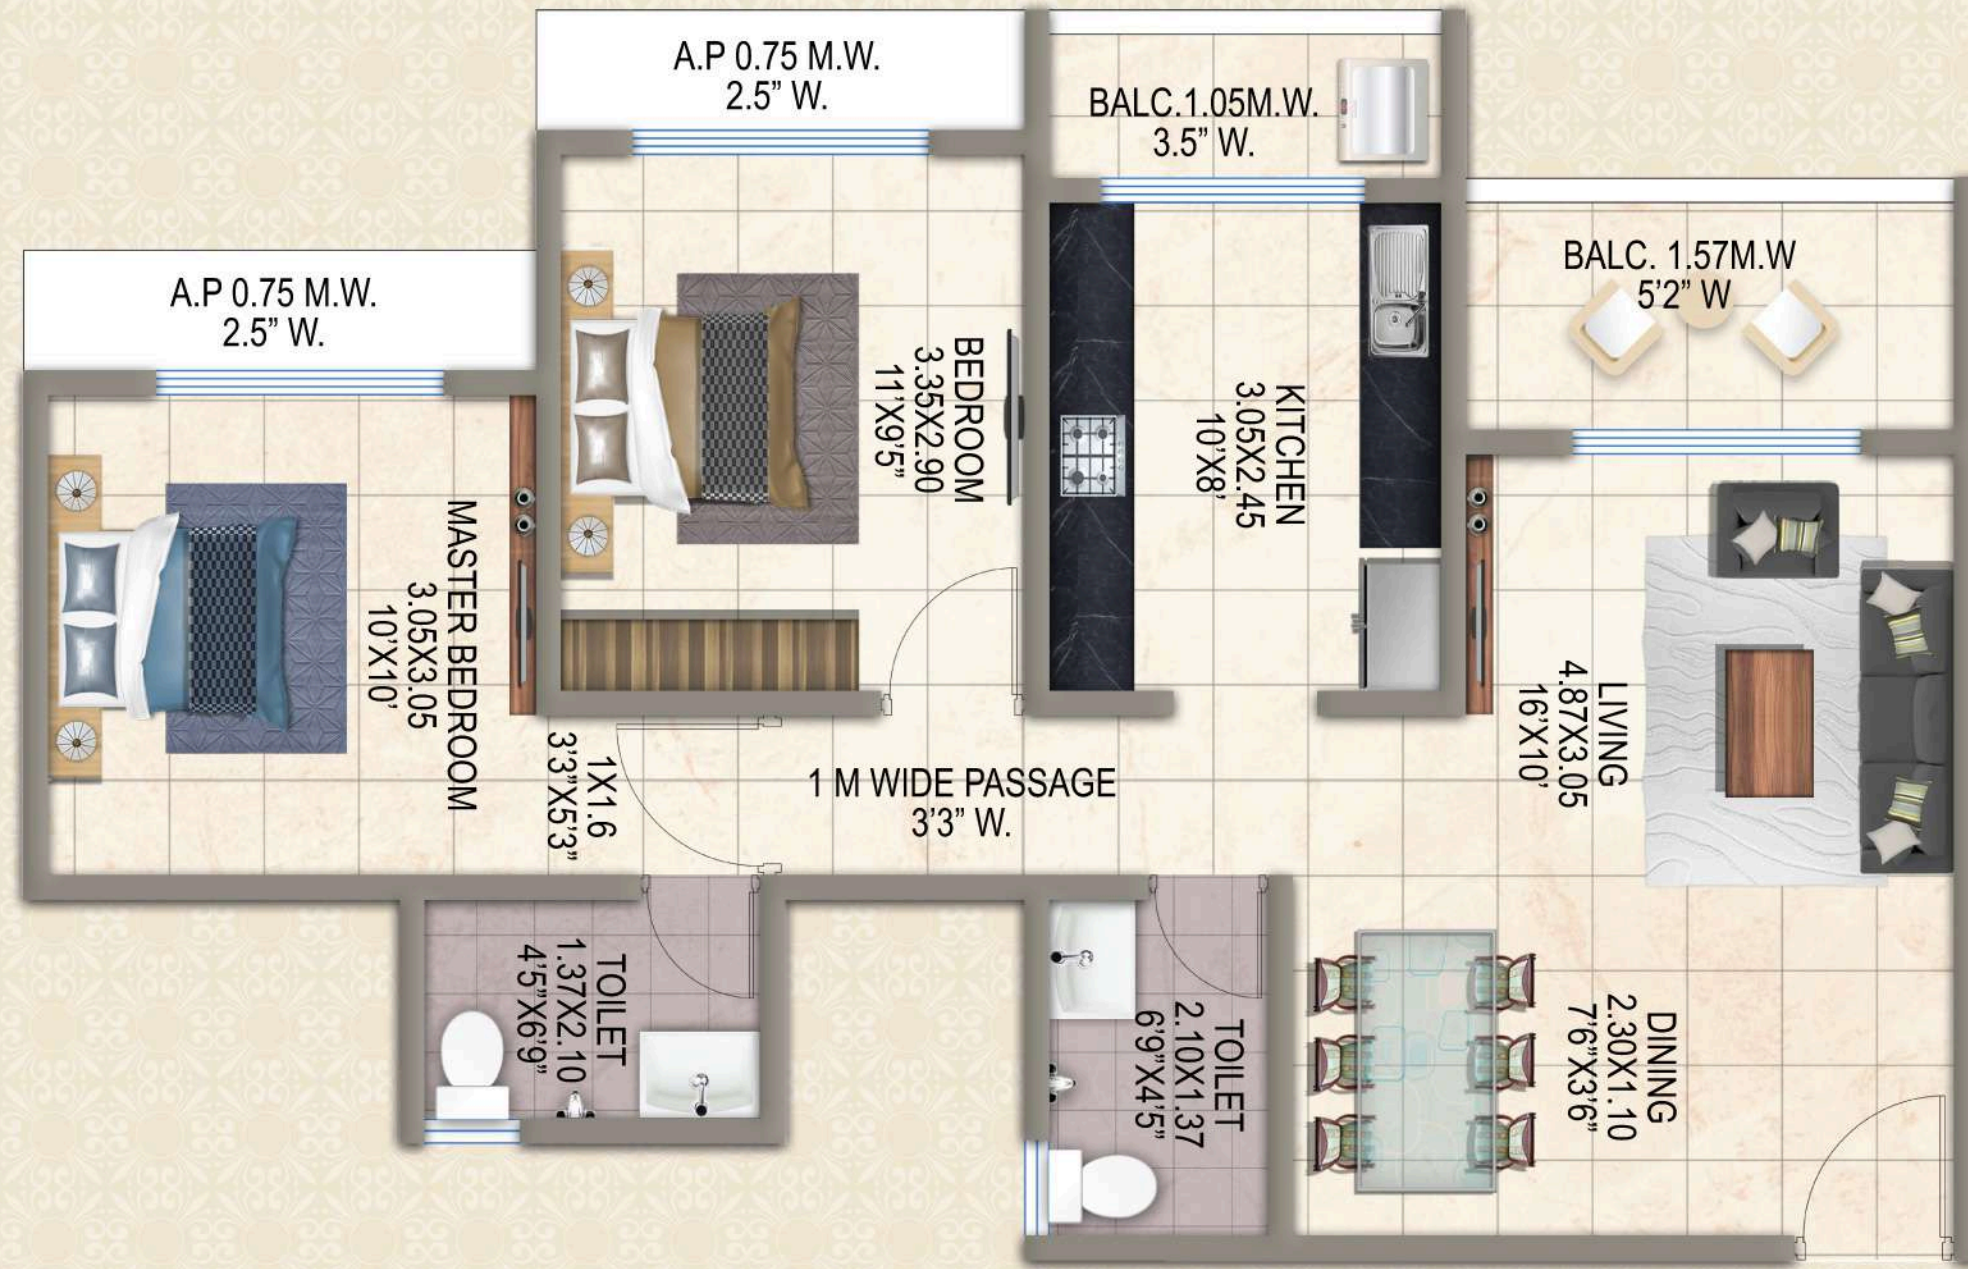 A.P 0.75 M.W.
2.5” W.
BALC.1.05M.W.
3.5” W.
BALC. 1.57M.W
5’2” W
A.P 0.75 M.W.
2.5” W.
BEDROOM
3.35X2.90
11’X9’5”
KITCHEN
3.05X2.45
10’X8’
MASTER BEDROOM
3.05X3.05
10’X10’
LIVING
4.87X3.05
16’X10’
1X1.6
3’3”X5’3”
1 M WIDE PASSAGE
3’3” W.
TOILET
1.37X2.10
4’5”X6’9”
TOILET
2.10X1.37
6’9”X4’5”
DINING
2.30X1.10
7’6”X3’6”